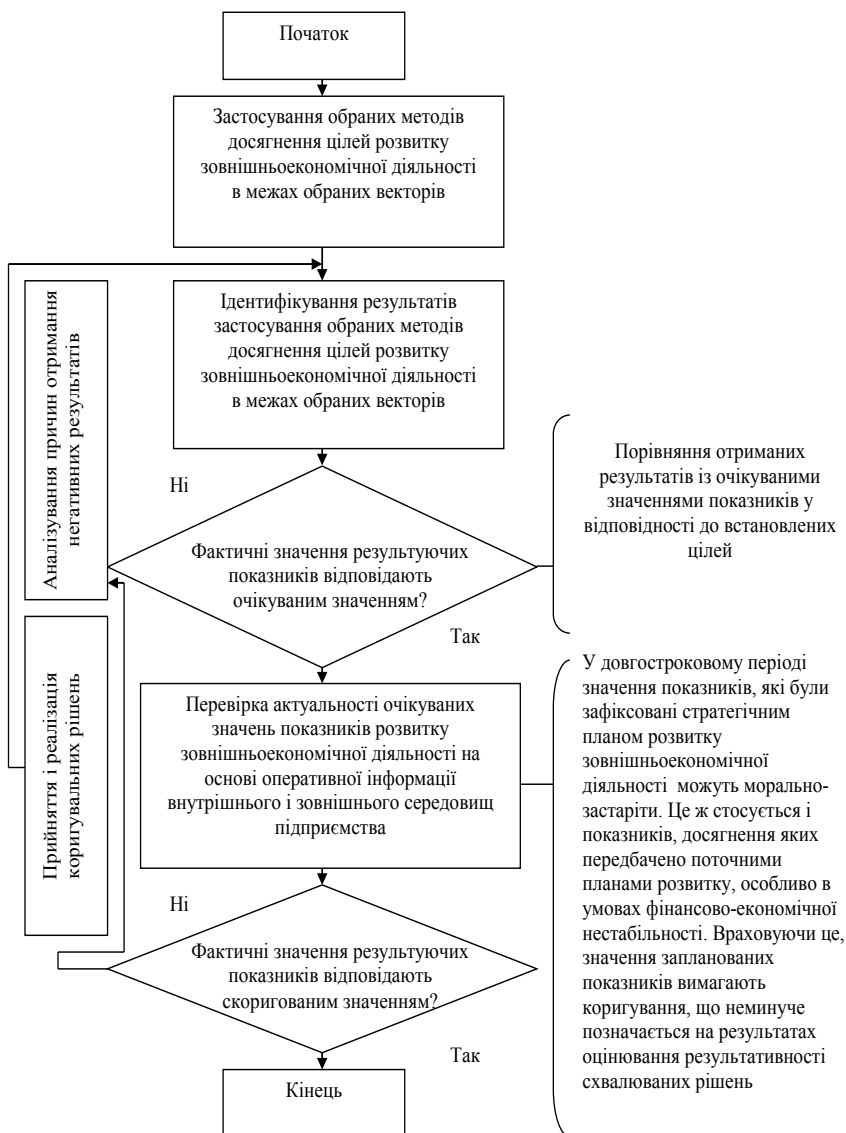 Початок
Застосування обраних методів
досягнення цілей розвитку
зовнішньоекономічної діяльності
в межах обраних векторів
Ідентифікування результатів
застосування обраних методів
досягнення цілей розвитку
зовнішньоекономічної діяльності
в межах обраних векторів
Аналізування причин отримання
негативних результатів
Ні
Порівняння отриманих
результатів із очікуваними
значеннями показників у
відповідності до встановлених
цілей
Фактичні значення результуючих
показників відповідають
очікуваним значенням?
Так
Прийняття і реалізація
коригувальних рішень
Перевірка актуальності очікуваних
значень показників розвитку
зовнішньоекономічної діяльності на
основі оперативної інформації
внутрішнього і зовнішнього середовищ
підприємства
У довгостроковому періоді
значення показників, які були
зафіксовані стратегічним
планом розвитку
зовнішньоекономічної
діяльності можуть морально-
застаріти. Це ж стосується і
показників, досягнення яких
передбачено поточними
планами розвитку, особливо в
умовах фінансово-економічної
нестабільності. Враховуючи це,
значення запланованих
показників вимагають
коригування, що неминуче
позначається на результатах
оцінювання результативності
схвалюваних рішень
Ні
Фактичні значення результуючих
показників відповідають
скоригованим значенням?
Так
Кінець